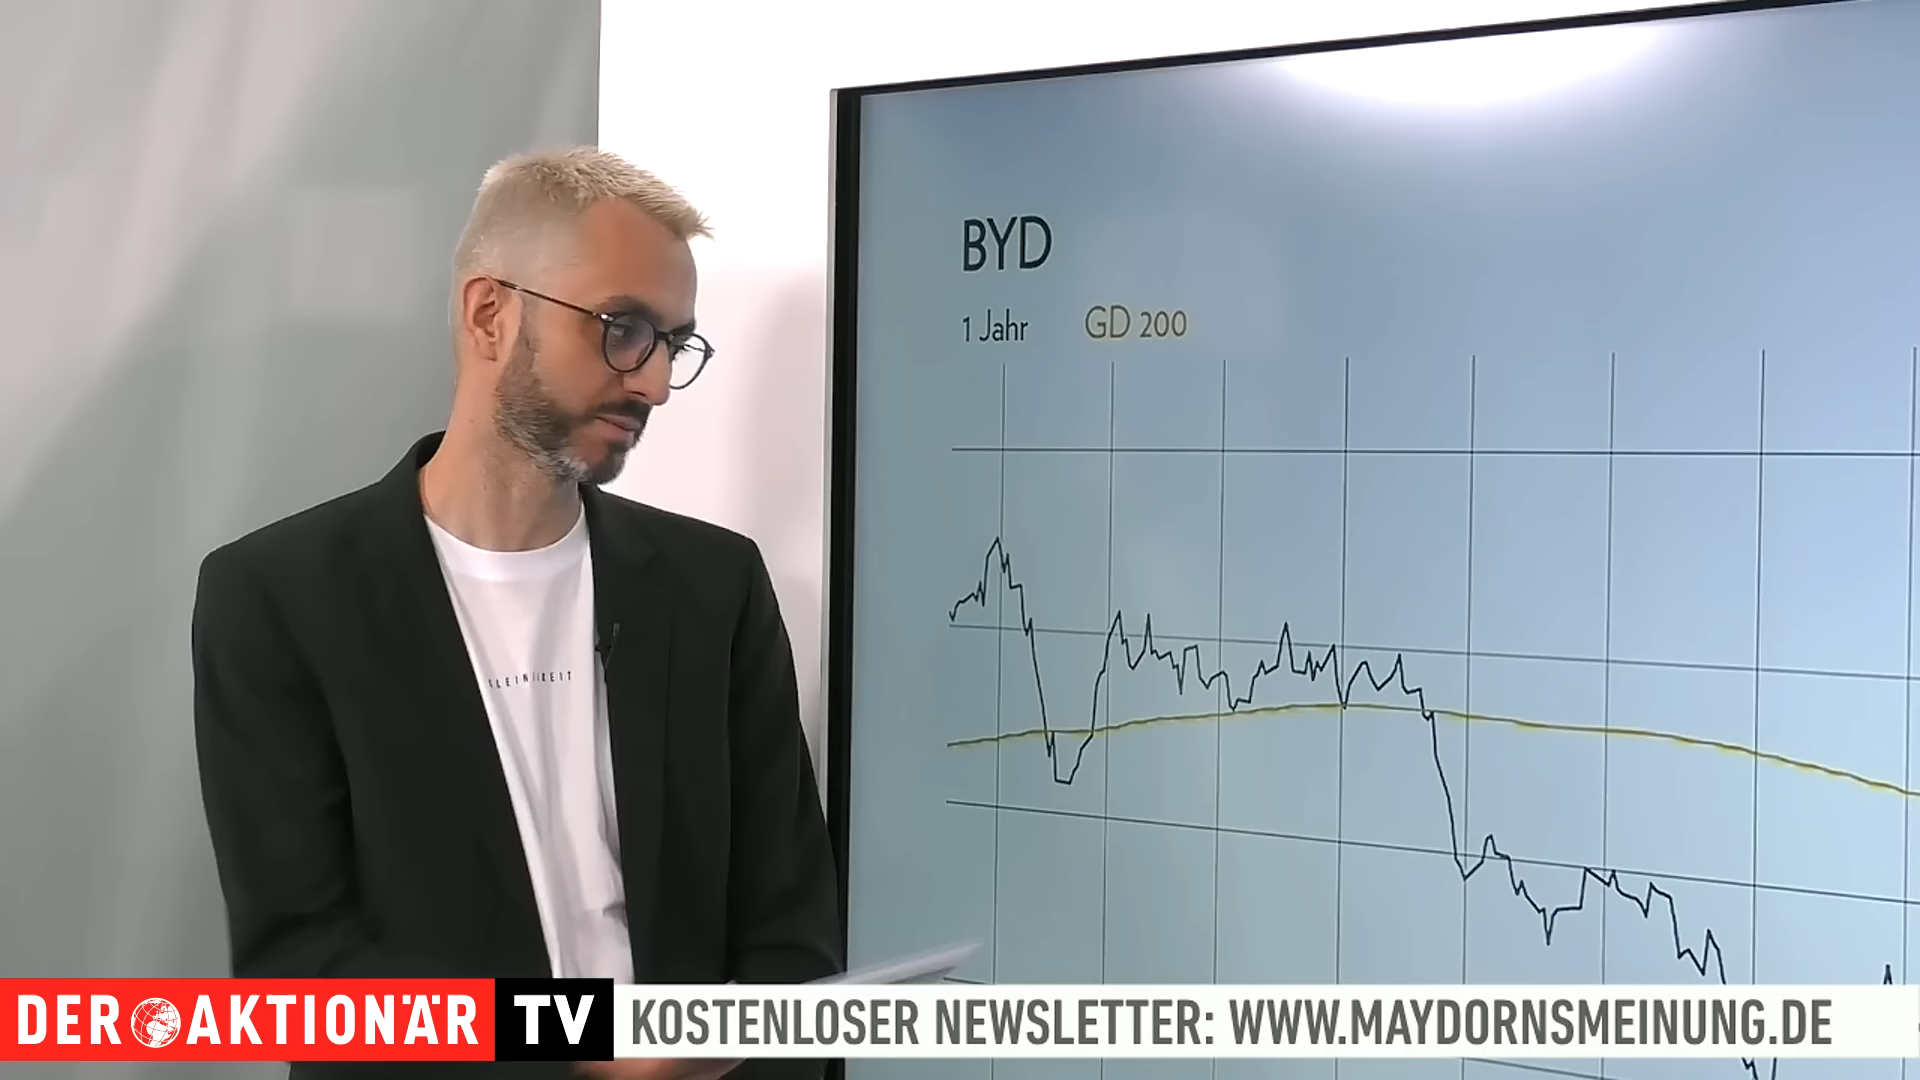 BYD
1 Jahr GD 200
DER AKTIONÄR TV
KOSTENLOSER NEWSLETTER: WWW.MAYDORNSMEINUNG.DE